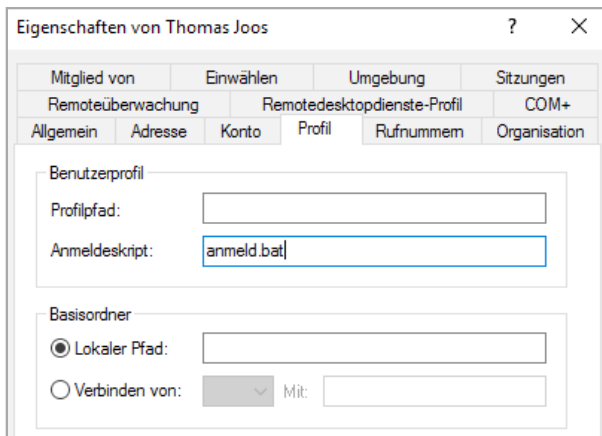 Eigenschaften von Thomas Joos ? ×
Mitglied von Einwählen Umgebung Sitzungen
Remoteüberwachung Remotedesktopdienste-Profil COM+
Allgemein Adresse Konto Profil Rufnummern Organisation
Benutzerprofil
Profilpfad:
Anmeldeskript: anmeld.bat
Basisordner
Lokaler Pfad:
Verbinden von: Mit: